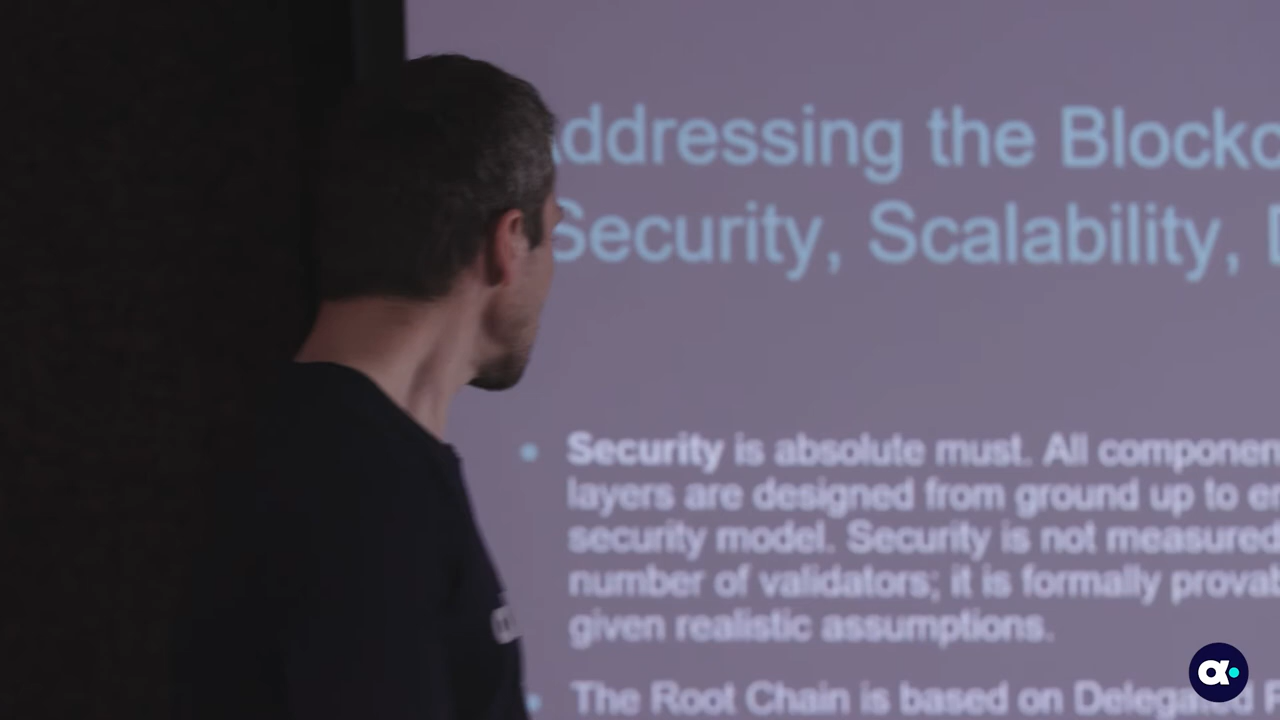 ddressing the Blockc
Security, Scalability,
Security is absolute must. All componen
layers are designed from ground up to e
security model. Security is not measured
number of validators; it is formally provab
given realistic assumptions.
The Root Chain is based on Delegated P
α